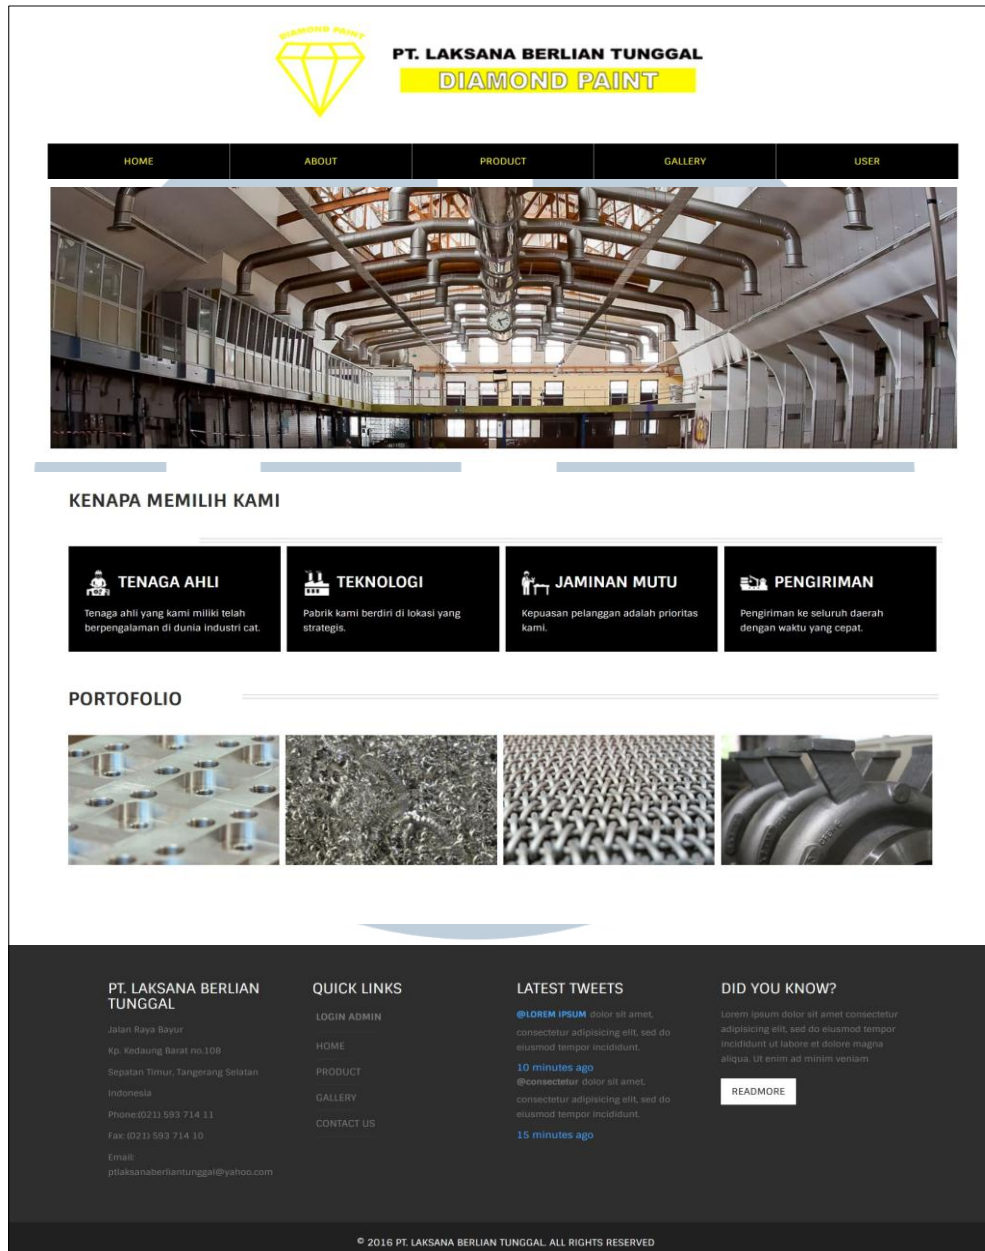 DIAMOND PAINT
PT. LAKSANA BERLIAN TUNGGAL
DIAMOND PAINT
HOME
ABOUT
PRODUCT
GALLERY
USER
KENAPA MEMILIH KAMI
TENAGA AHLI
Tenaga ahli yang kami miliki telah
berpengalaman di dunia industri cat.
TEKNOLOGI
Pabrik kami berdiri di lokasi yang
strategis.
JAMINAN MUTU
Kepuasan pelanggan adalah prioritas
kami.
PENGIRIMAN
Pengiriman ke seluruh daerah
dengan waktu yang cepat.
PORTOFOLIO
PT. LAKSANA BERLIAN
TUNGGAL
Jalan Raya Bayur
Kp. Kedaung Barat no.108
Sepatan Timur, Tangerang Selatan
Indonesia
Phone:(021) 593 714 11
Fax: (021) 593 714 10
Email:
ptlaksanaberliantunggal@yahoo.com
QUICK LINKS
LOGIN ADMIN
HOME
PRODUCT
GALLERY
CONTACT US
LATEST TWEETS
@LOREM IPSUM dolor sit amet,
consectetur adipisicing elit, sed do
eiusmod tempor incididunt.
10 minutes ago
@consectetur dolor sit amet,
consectetur adipisicing elit, sed do
eiusmod tempor incididunt.
15 minutes ago
DID YOU KNOW?
Lorem ipsum dolor sit amet consectetur
adipisicing elit, sed do eiusmod tempor
incididunt ut labore et dolore magna
aliqua. Ut enim ad minim veniam
READMORE
© 2016 PT. LAKSANA BERLIAN TUNGGAL. ALL RIGHTS RESERVED